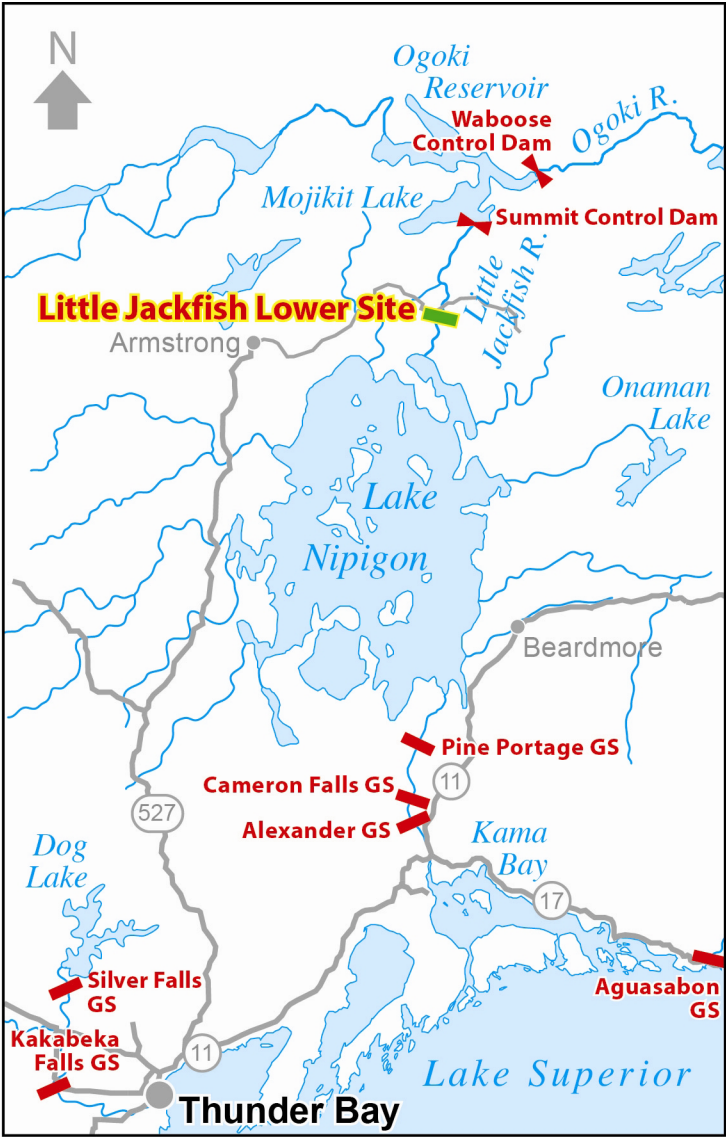 N
Ogoki
Reservoir
Waboose
Control Dam
Ogoki R.
Mojikit Lake
Summit Control Dam
Little
Jackfish R.
Little Jackfish Lower Site
Armstrong
Onaman
Lake
Lake
Nipigon
Beardmore
Pine Portage GS
11
Cameron Falls GS
527
Alexander GS
Kama
Bay
Dog
Lake
17
Silver Falls
GS
Aguasabon
GS
Kakabeka
Falls GS
11
Lake Superior
Thunder Bay